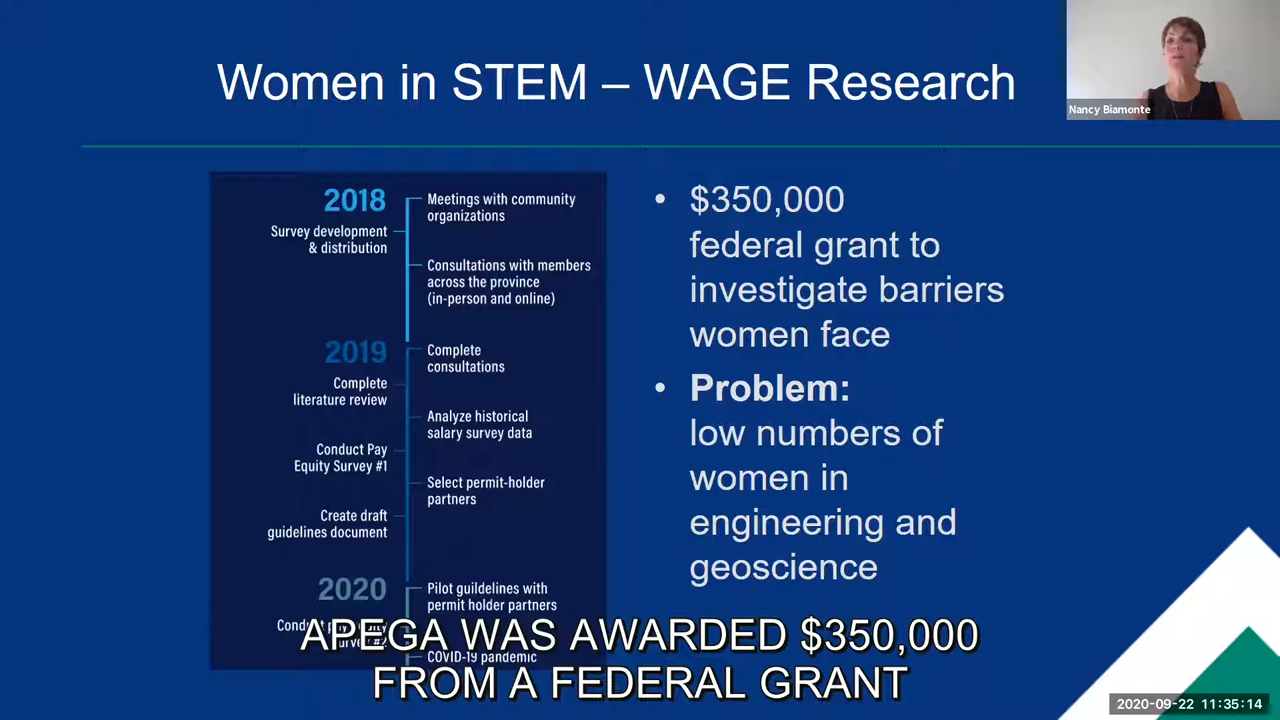 Women in STEM – WAGE Research
Nancy Biamonte
2018
Survey development
& distribution
Meetings with community
organizations
Consultations with members
across the province
(in-person and online)
2019
Complete
literature review
Conduct Pay
Equity Survey #1
Create draft
guidelines document
Complete
consultations
Analyze historical
salary survey data
Select permit-holder
partners
2020
Pilot guildelines with
permit holder partners
COVID-19 pandemic
• $350,000
federal grant to
investigate barriers
women face
• Problem:
low numbers of
women in
engineering and
geoscience
APEGA WAS AWARDED $350,000
FROM A FEDERAL GRANT
2020-09-22 11:35:14